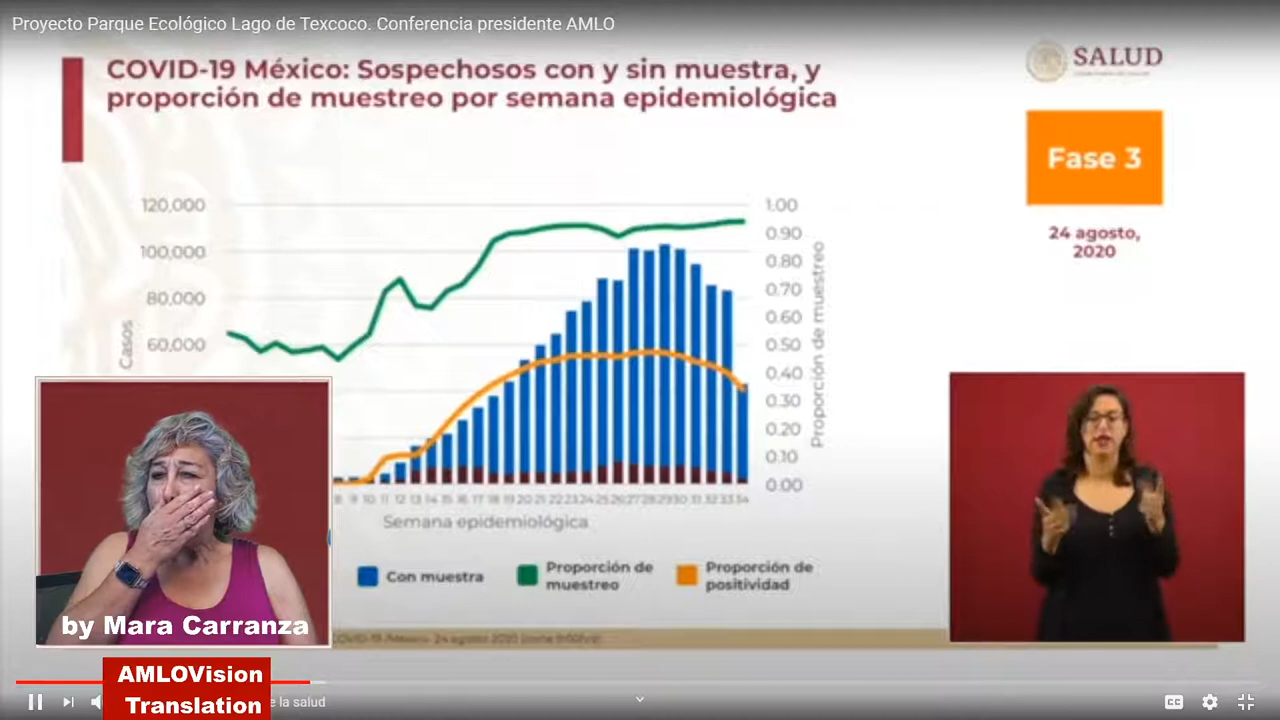 Proyecto Parque Ecológico Lago de Texcoco. Conferencia presidente AMLO
COVID-19 México: Sospechosos con y sin muestra, y
proporción de muestreo por semana epidemiológica
SALUD
Fase 3
24 agosto,
2020
120,000
100,000
80,000
60,000
Casos
1.00
0.90
0.80
0.70
0.60
0.50
0.40
0.30
0.20
0.10
0.00
Proporción de muestreo
8 9 10 11 12 13 14 15 16 17 18 19 20 21 22 23 24 25 26 27 28 29 30 31 32 33 34
Semana epidemiológica
Con muestra
Proporción de
muestreo
Proporción de
positividad
by Mara Carranza
AMLOVision
Translation
e la salud
CC